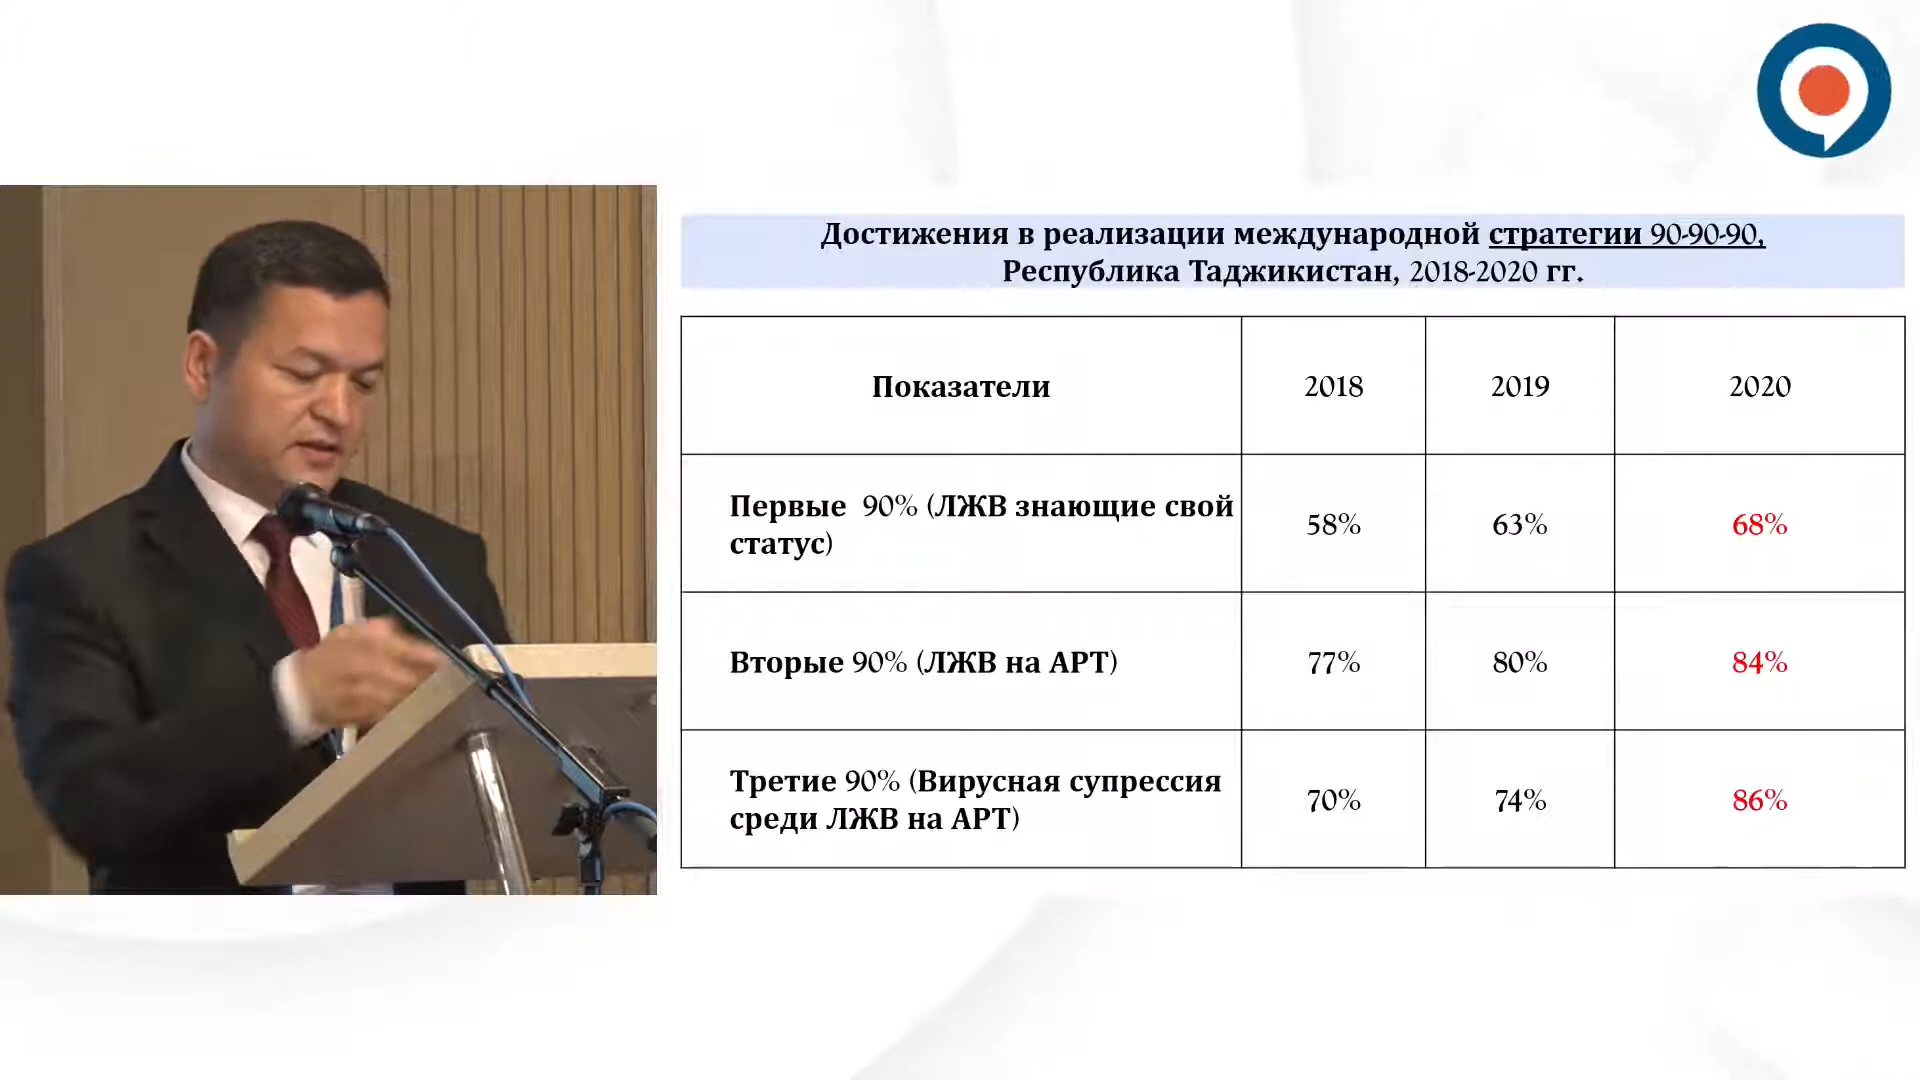 Достижения в реализации международной стратегии 90-90-90,
Республика Таджикистан, 2018-2020 гг.
Показатели 2018 2019 2020
Первые 90% (ЛЖВ знающие свой
статус) 58% 63% 68%
Вторые 90% (ЛЖВ на АРТ) 77% 80% 84%
Третие 90% (Вирусная супрессия
среди ЛЖВ на АРТ) 70% 74% 86%